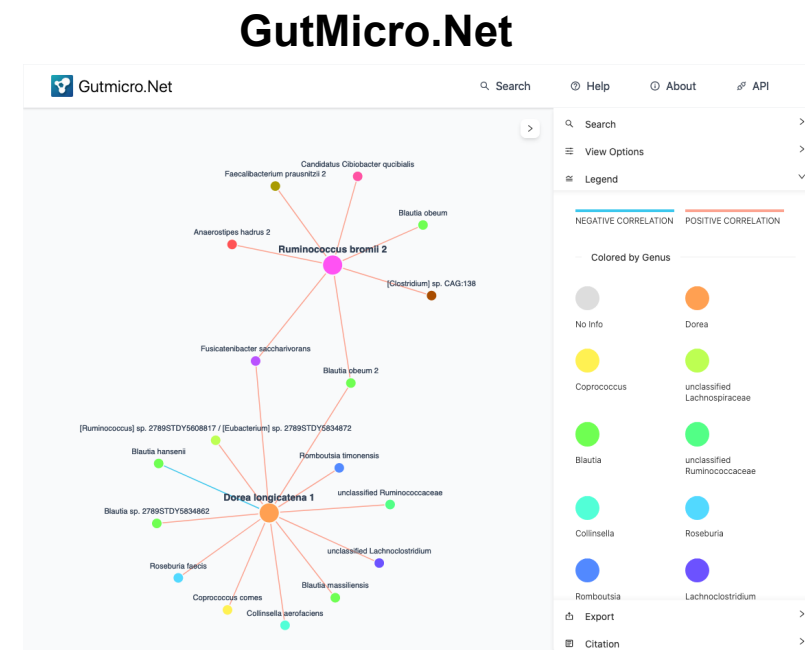 GutMicro.Net
Gutmicro.Net
Search
Help
About
API
Candidatus Cibiobacter qucibialis
Faecalibacterium prausnitzii 2
Blautia obeum
Anaerostipes hadrus 2
Ruminococcus bromii 2
[Clostridium] sp. CAG:138
Fusicatenibacter saccharivorans
Blautia obeum 2
[Ruminococcus] sp. 2789STDY5608817 / [Eubacterium] sp. 2789STDY5834872
Blautia hansenii
Romboutsia timonensis
Dorea longicatena 1
unclassified Ruminococcaceae
Blautia sp. 2789STDY5834862
unclassified Lachnoclostridium
Roseburia faecis
Blautia massiliensis
Coprococcus comes
Collinsella aerofaciens
Search
View Options
Legend
NEGATIVE CORRELATION
POSITIVE CORRELATION
Colored by Genus
No Info
Dorea
Coprococcus
unclassified
Lachnospiraceae
Blautia
unclassified
Ruminococcaceae
Collinsella
Roseburia
Romboutsia
Lachnoclostridium
Export
Citation